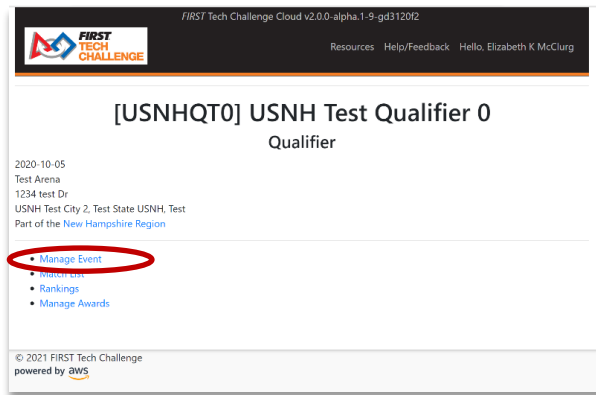 FIRST Tech Challenge Cloud v2.0.0-alpha.1-9-gd3120f2
FIRST
TECH
CHALLENGE
Resources Help/Feedback Hello, Elizabeth K McClurg
[USNHQT0] USNH Test Qualifier 0
Qualifier
2020-10-05
Test Arena
1234 test Dr
USNH Test City 2, Test State USNH, Test
Part of the New Hampshire Region
Manage Event
Match List
Rankings
Manage Awards
© 2021 FIRST Tech Challenge
powered by aws